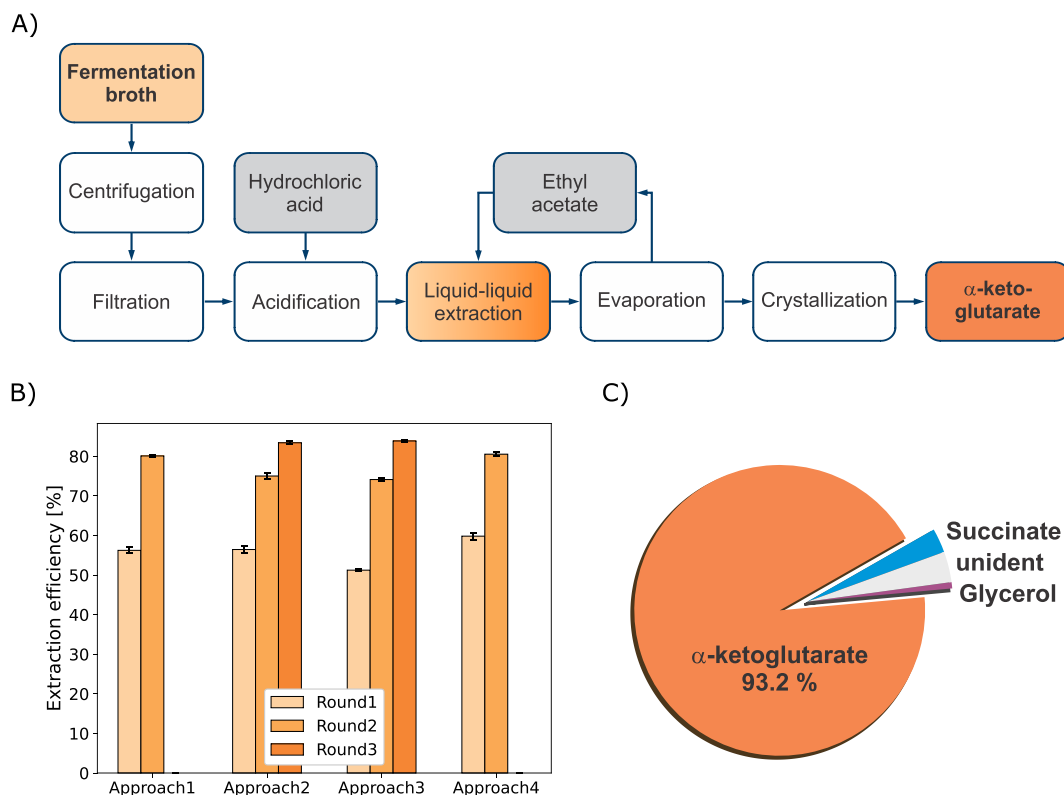 A)
Fermentation
broth
Centrifugation
Hydrochloric
acid
Ethyl
acetate
Filtration
Acidification
Liquid-liquid
extraction
Evaporation
Crystallization
α-keto-
glutarate
B)
Extraction efficiency [%]
80
70
60
50
40
30
20
10
0
Round1
Round2
Round3
Approach1
Approach2
Approach3
Approach4
C)
Succinate
unident
Glycerol
α-ketoglutarate
93.2 %